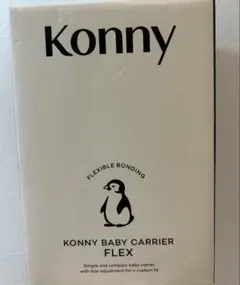 Konny
FLEXIBLE BONDING
KONNY BABY CARRIER
FLEX
Simple and compact baby carrier
with size adjustment for a custom fit